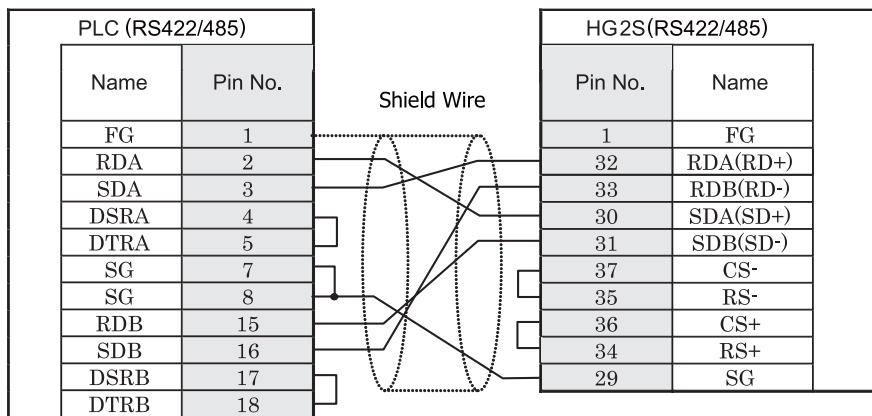 PLC (RS422/485)
Name Pin No.
FG 1
RDA 2
SDA 3
DSRA 4
DTRA 5
SG 7
SG 8
RDB 15
SDB 16
DSRB 17
DTRB 18
Shield Wire
HG2S(RS422/485)
Pin No. Name
1 FG
32 RDA(RD+)
33 RDB(RD-)
30 SDA(SD+)
31 SDB(SD-)
37 CS-
35 RS-
36 CS+
34 RS+
29 SG